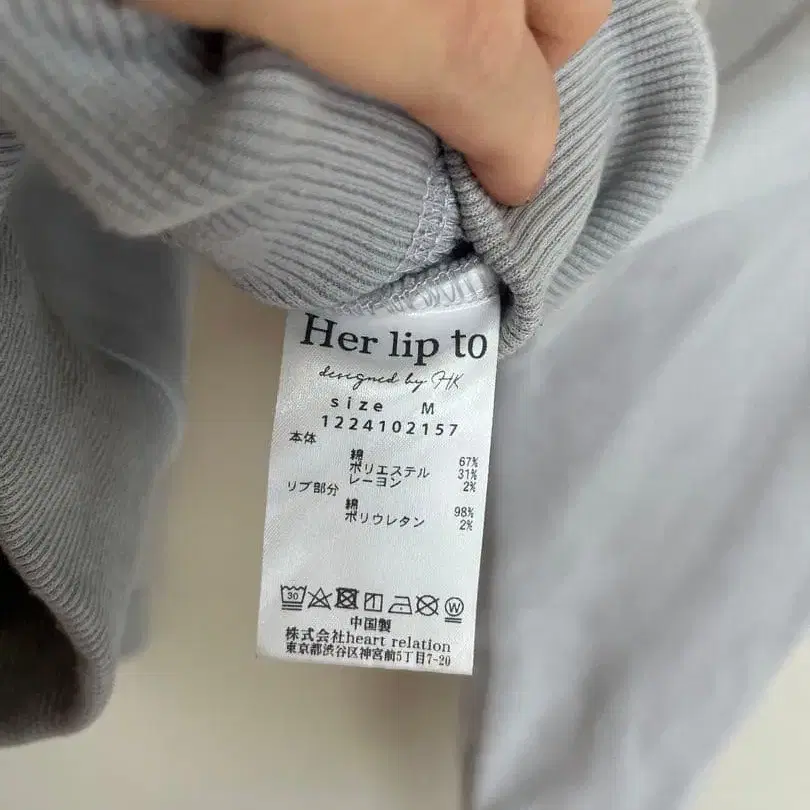 Her lip to
designed by HK
size M
1224102157
本体
綿 67%
ポリエステル 31%
レーヨン 2%
リブ部分
綿 98%
ポリウレタン 2%
30 W
中国製
株式会社heart relation
東京都渋谷区神宮前5丁目7-20